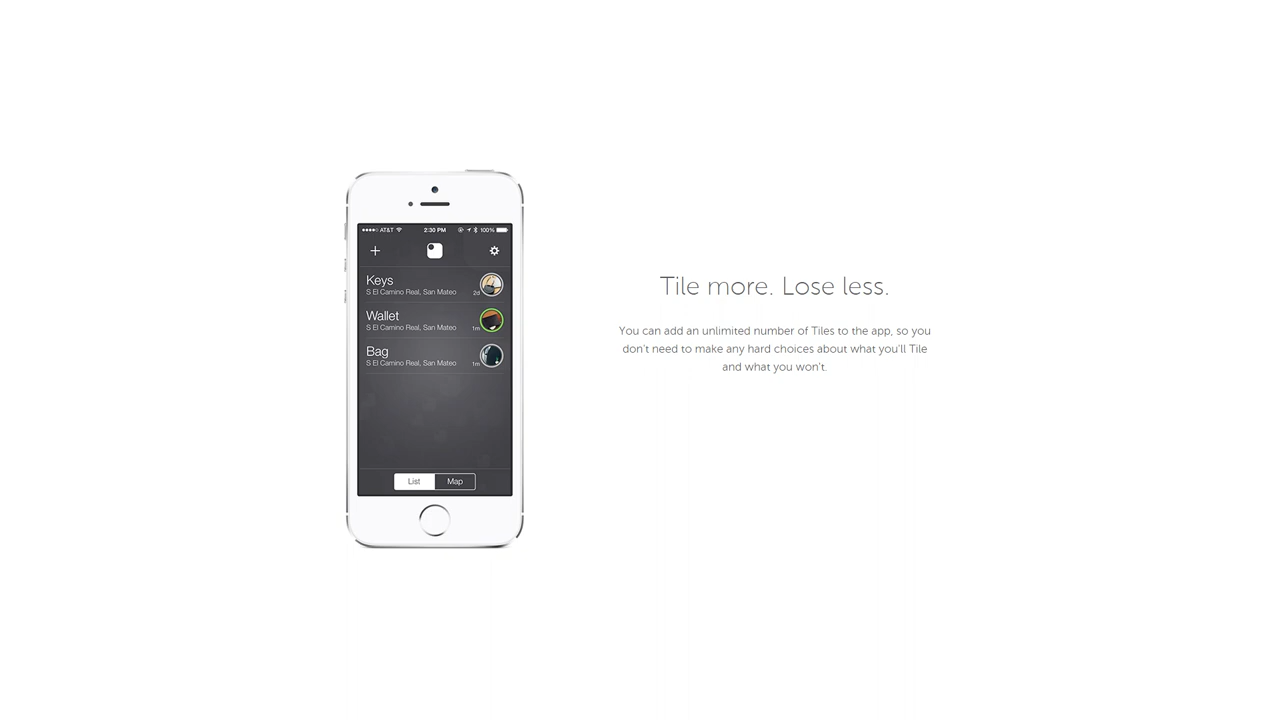 AT&T 2:30 PM 100%
Keys
S El Camino Real, San Mateo 2d
Wallet
S El Camino Real, San Mateo 1m
Bag
S El Camino Real, San Mateo 1m
List Map
Tile more. Lose less.
You can add an unlimited number of Tiles to the app, so you
don't need to make any hard choices about what you'll Tile
and what you won't.